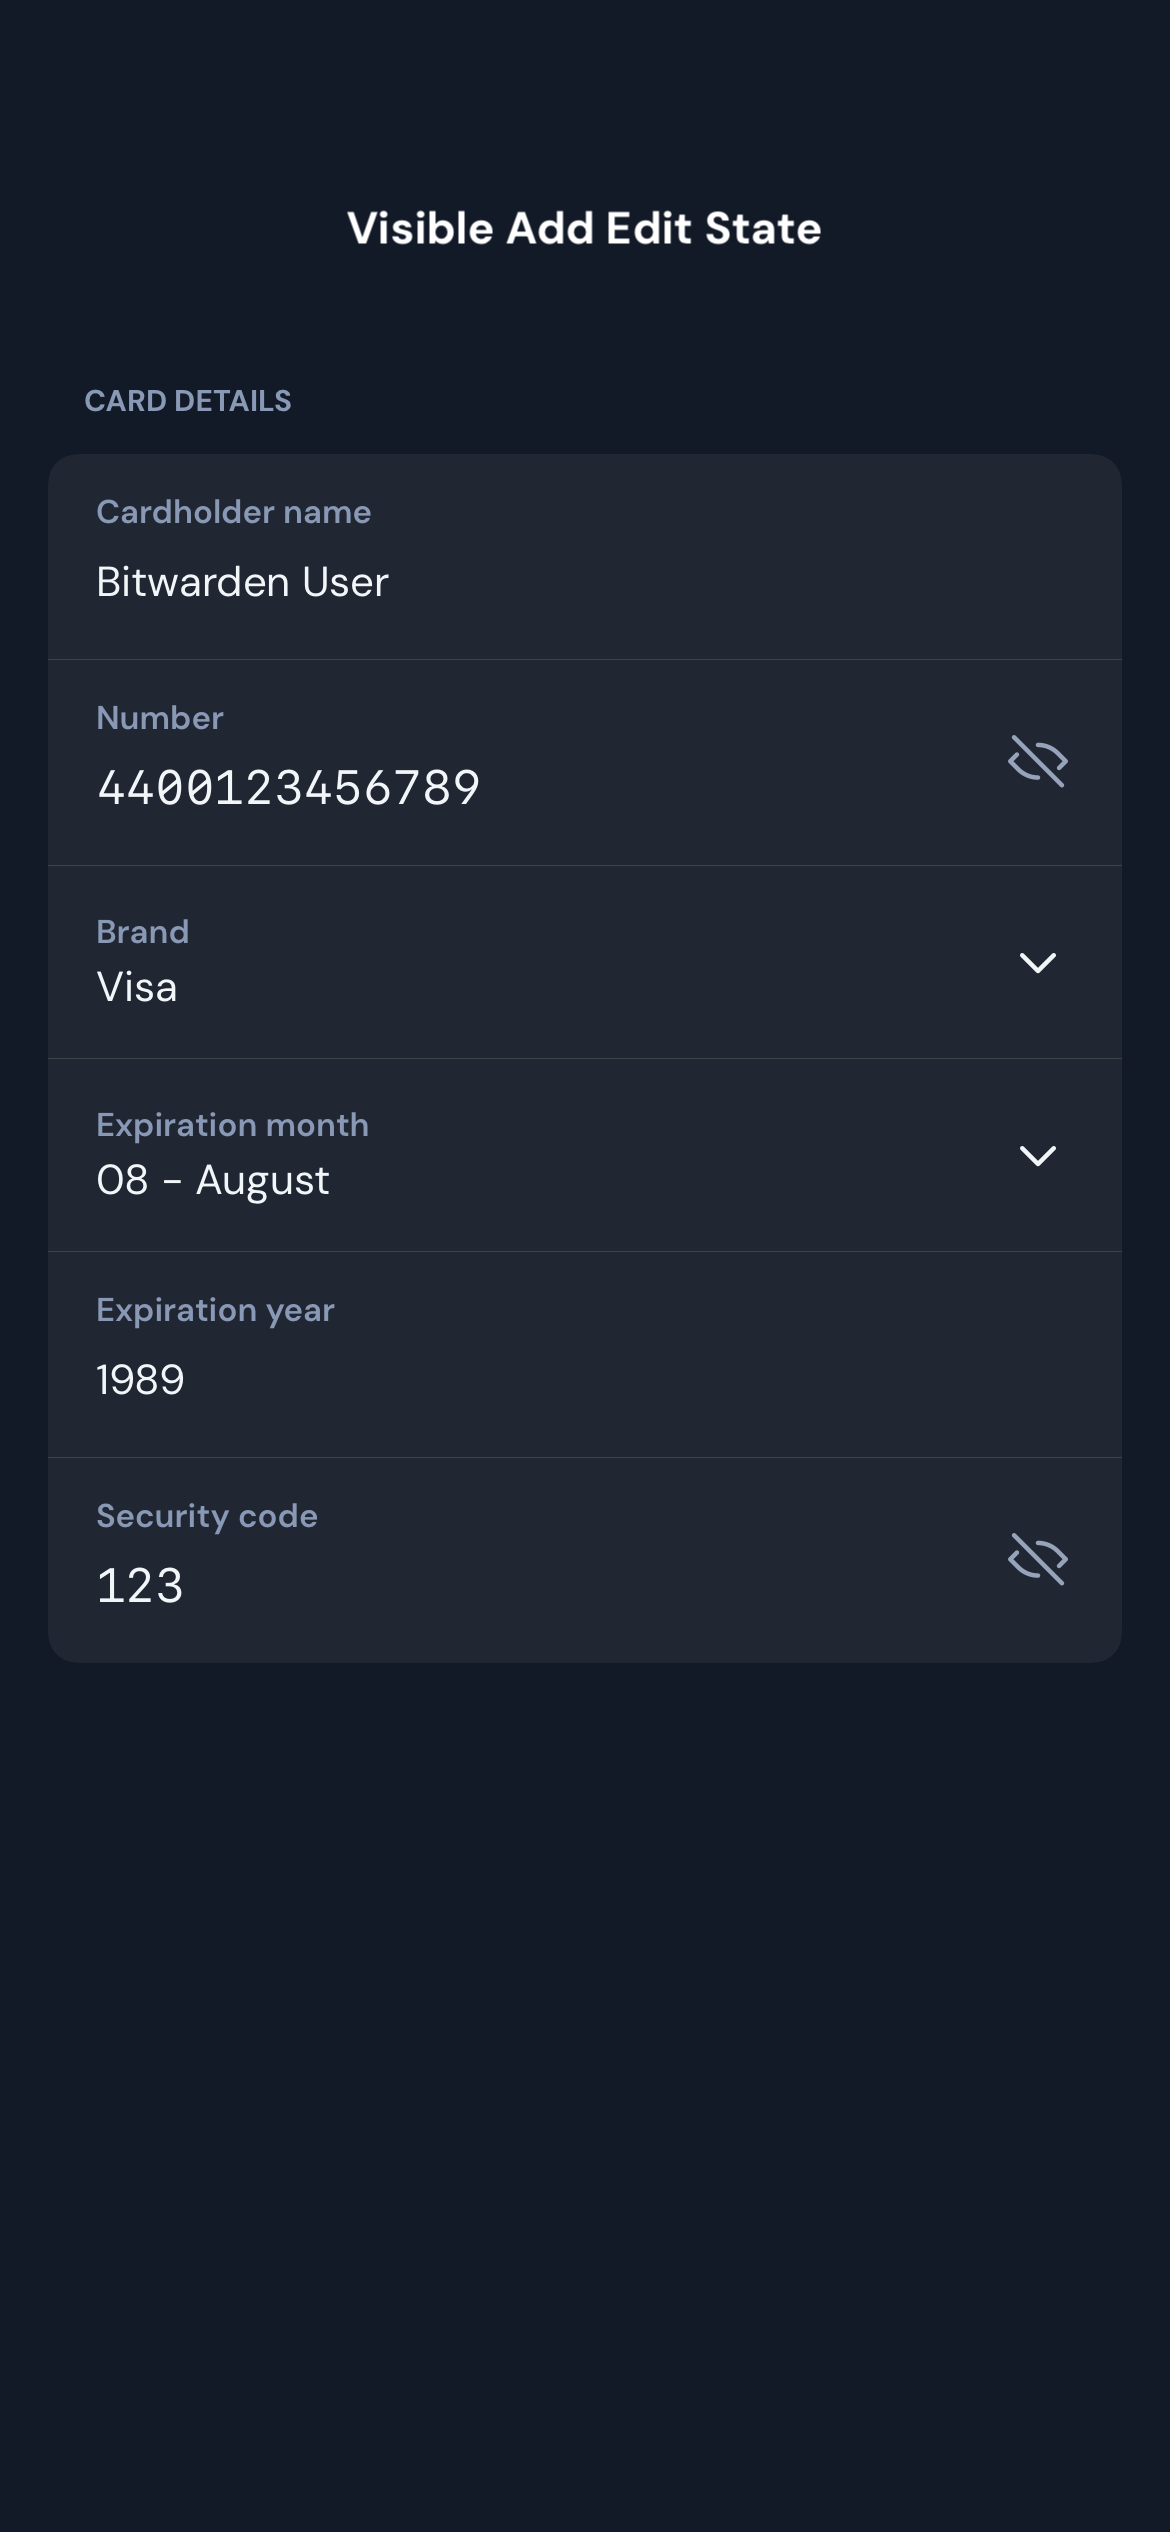 Visible Add Edit State
CARD DETAILS
Cardholder name
Bitwarden User
Number
4400123456789
Brand
Visa
Expiration month
08 - August
Expiration year
1989
Security code
123